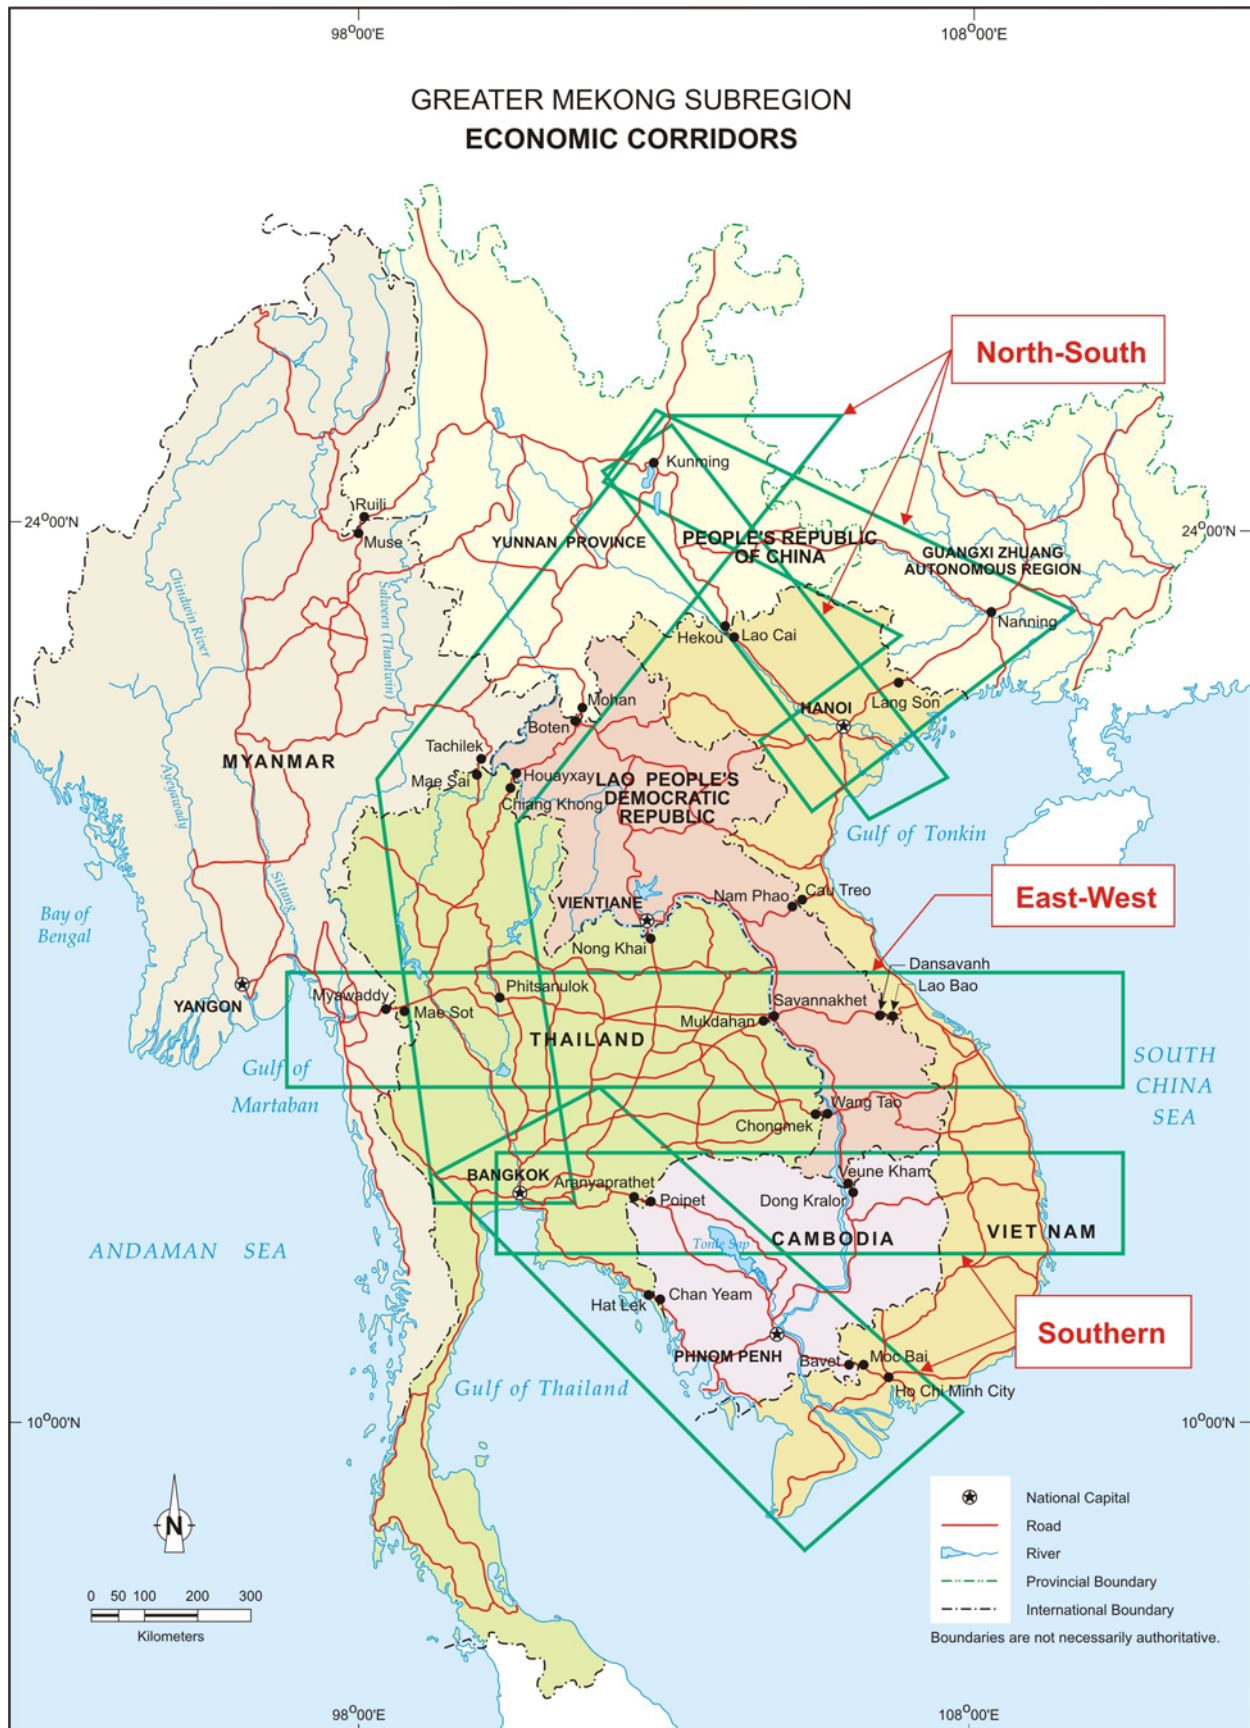 98°00'E
108°00'E
GREATER MEKONG SUBREGION
ECONOMIC CORRIDORS
North-South
Kunming
Ruili
24°00'N
Muse
YUNNAN PROVINCE
PEOPLE'S REPUBLIC
OF CHINA
GUANGXI ZHUANG
AUTONOMOUS REGION
24°00'N
Chindwin River
Salween (Thanlwin)
Hekou
Lao Cai
Nanning
Mohan
Boten
HANOI
Lang Son
MYANMAR
Tachilek
Mae Sai
Houayxay
Chiang Khong
LAO PEOPLE'S
DEMOCRATIC
REPUBLIC
Ayeyawady
Gulf of Tonkin
Sittang
Bay of
Bengal
VIENTIANE
Nam Phao
Cau Treo
East-West
Nong Khai
Dansavanh
Lao Bao
YANGON
Myawaddy
Mae Sot
Phitsanulok
Savannakhet
Mukdahan
THAILAND
Gulf of
Martaban
SOUTH
CHINA
SEA
Wang Tao
Chongmek
BANGKOK
Aranyaprathet
Poipet
Veune Kham
Dong Kralor
ANDAMAN SEA
Tonle Sap
CAMBODIA
VIET NAM
Hat Lek
Chan Yeam
Southern
PHNOM PENH
Bavet
Moc Bai
Ho Chi Minh City
Gulf of Thailand
10°00'N
10°00'N
N
National Capital
Road
River
Provincial Boundary
International Boundary
Boundaries are not necessarily authoritative.
0 50 100 200 300
Kilometers
98°00'E
108°00'E